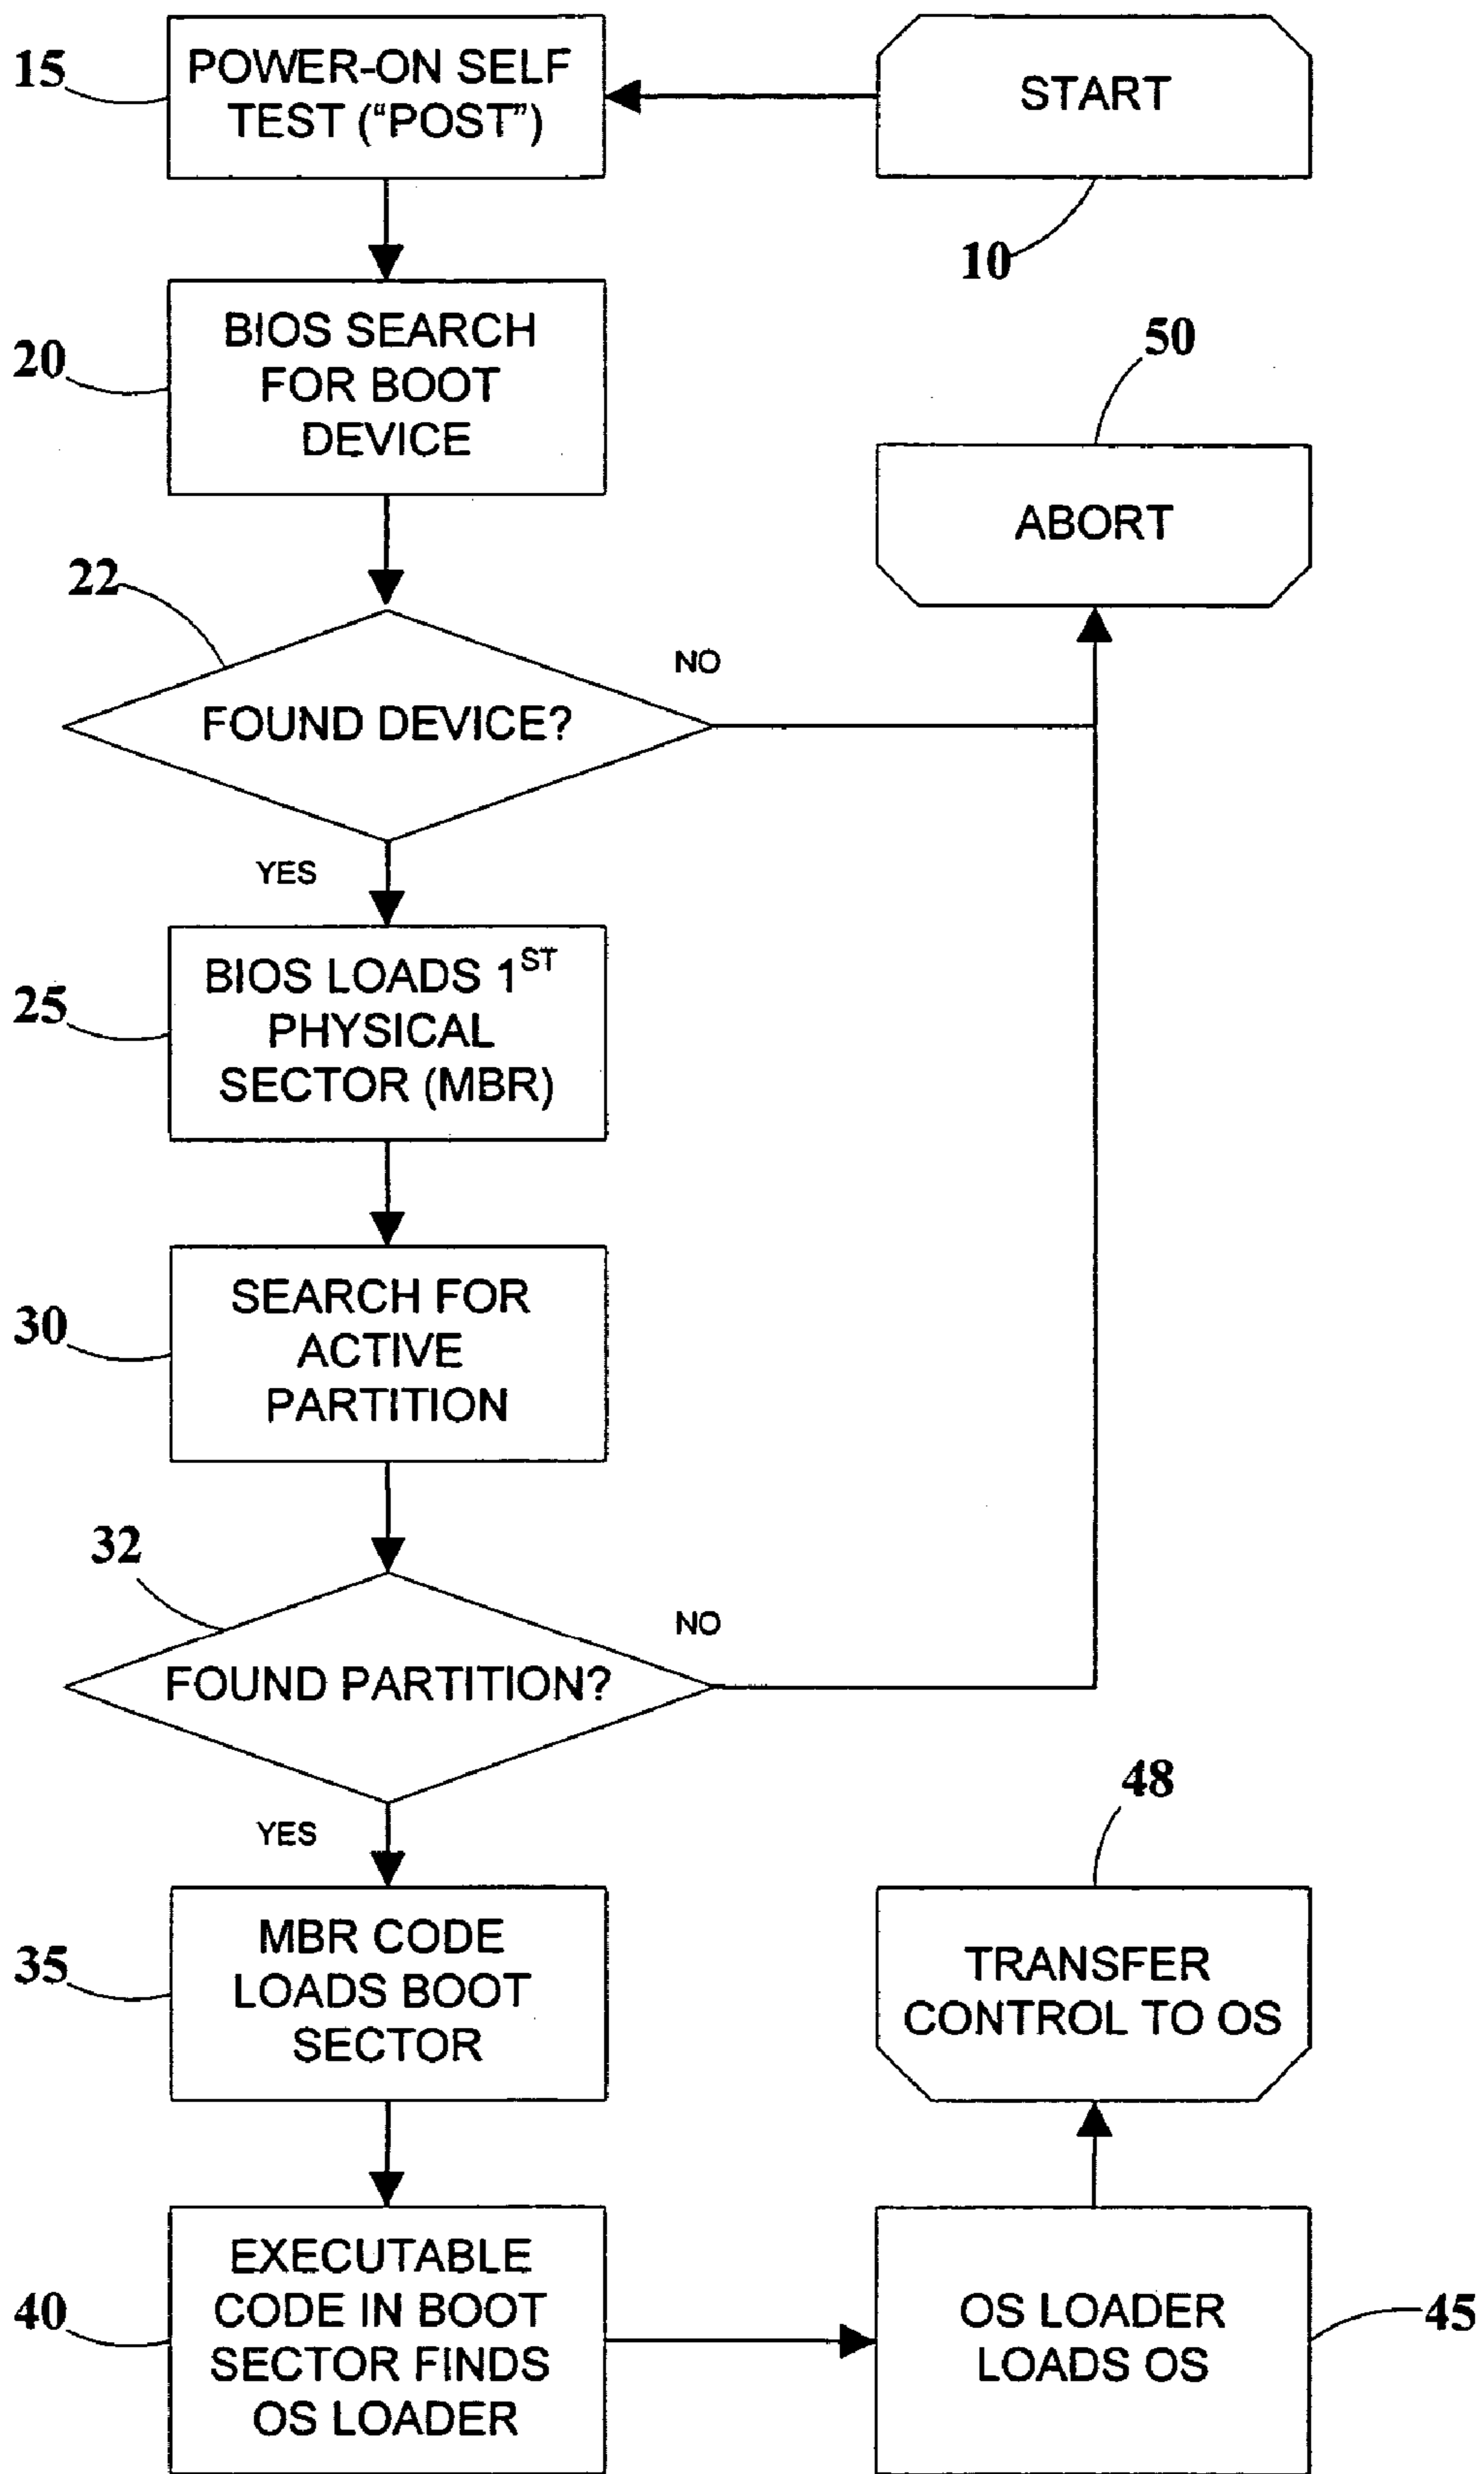 15
POWER-ON SELF
TEST ("POST")
START
10
20
BIOS SEARCH
FOR BOOT
DEVICE
50
ABORT
22
FOUND DEVICE?
NO
YES
25
BIOS LOADS 1ST
PHYSICAL
SECTOR (MBR)
30
SEARCH FOR
ACTIVE
PARTITION
32
FOUND PARTITION?
NO
YES
35
MBR CODE
LOADS BOOT
SECTOR
48
TRANSFER
CONTROL TO OS
40
EXECUTABLE
CODE IN BOOT
SECTOR FINDS
OS LOADER
OS LOADER
LOADS OS
45